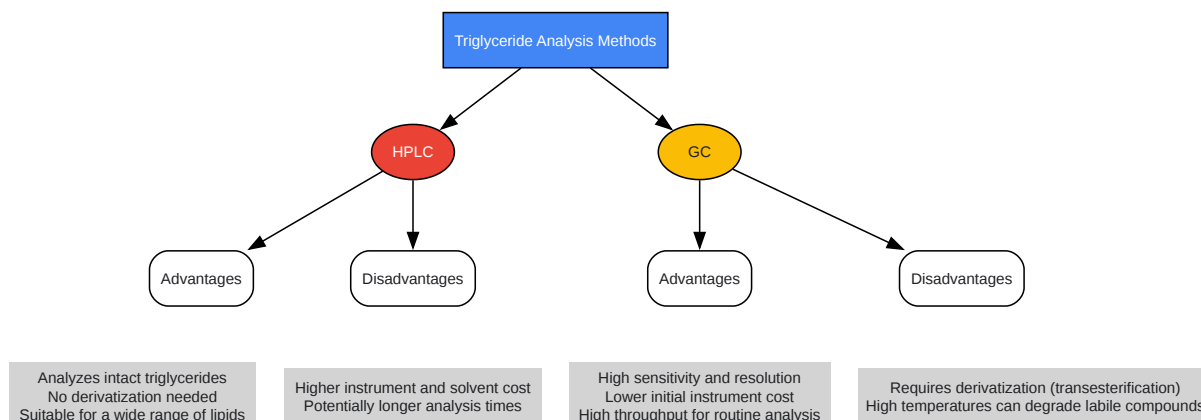 Triglyceride Analysis Methods
HPLC
GC
Advantages
Disadvantages
Advantages
Disadvantages
Analyzes intact triglycerides
No derivatization needed
Suitable for a wide range of lipids
Higher instrument and solvent cost
Potentially longer analysis times
High sensitivity and resolution
Lower initial instrument cost
High throughput for routine analysis
Requires derivatization (transesterification)
High temperatures can degrade labile compound